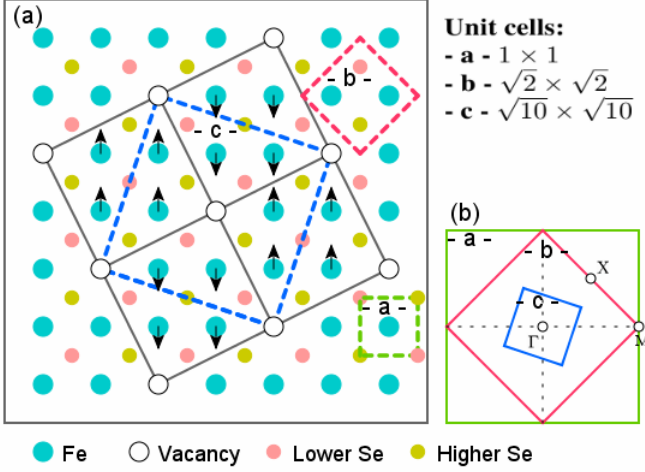 (a)
- b -
- c -
- a -
Fe
Vacancy
Lower Se
Higher Se
Unit cells:
- a - 1 × 1
- b - √2 × √2
- c - √10 × √10
(b)
- a -
- b -
X
- c -
Γ
M